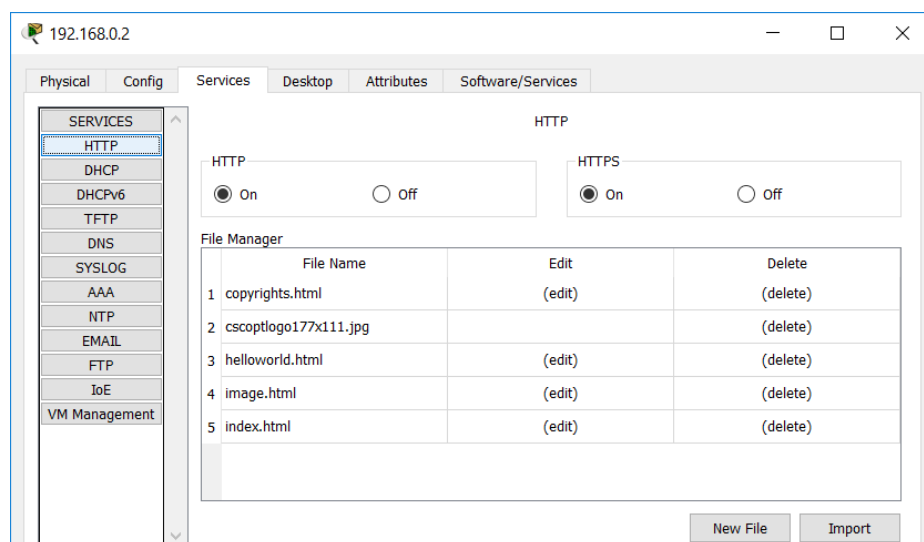 192.168.0.2
Physical Config Services Desktop Attributes Software/Services
SERVICES
HTTP
DHCP
DHCPv6
TFTP
DNS
SYSLOG
AAA
NTP
EMAIL
FTP
IoE
VM Management
HTTP
HTTP
On Off
HTTPS
On Off
File Manager
File Name Edit Delete
1 copyrights.html (edit) (delete)
2 cscoptlogo177x111.jpg (delete)
3 helloworld.html (edit) (delete)
4 image.html (edit) (delete)
5 index.html (edit) (delete)
New File Import